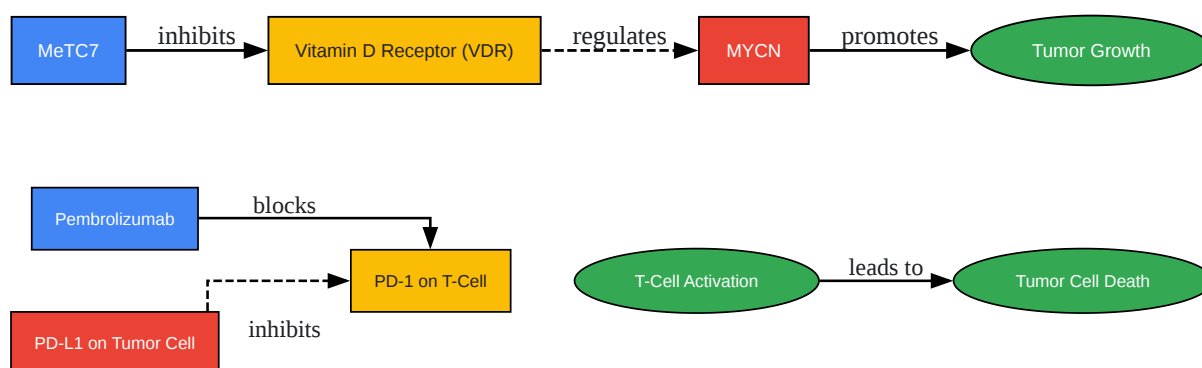 MeTC7
inhibits
Vitamin D Receptor (VDR)
regulates
MYCN
promotes
Tumor Growth
Pembrolizumab
blocks
PD-1 on T-Cell
T-Cell Activation
leads to
Tumor Cell Death
PD-L1 on Tumor Cell
inhibits